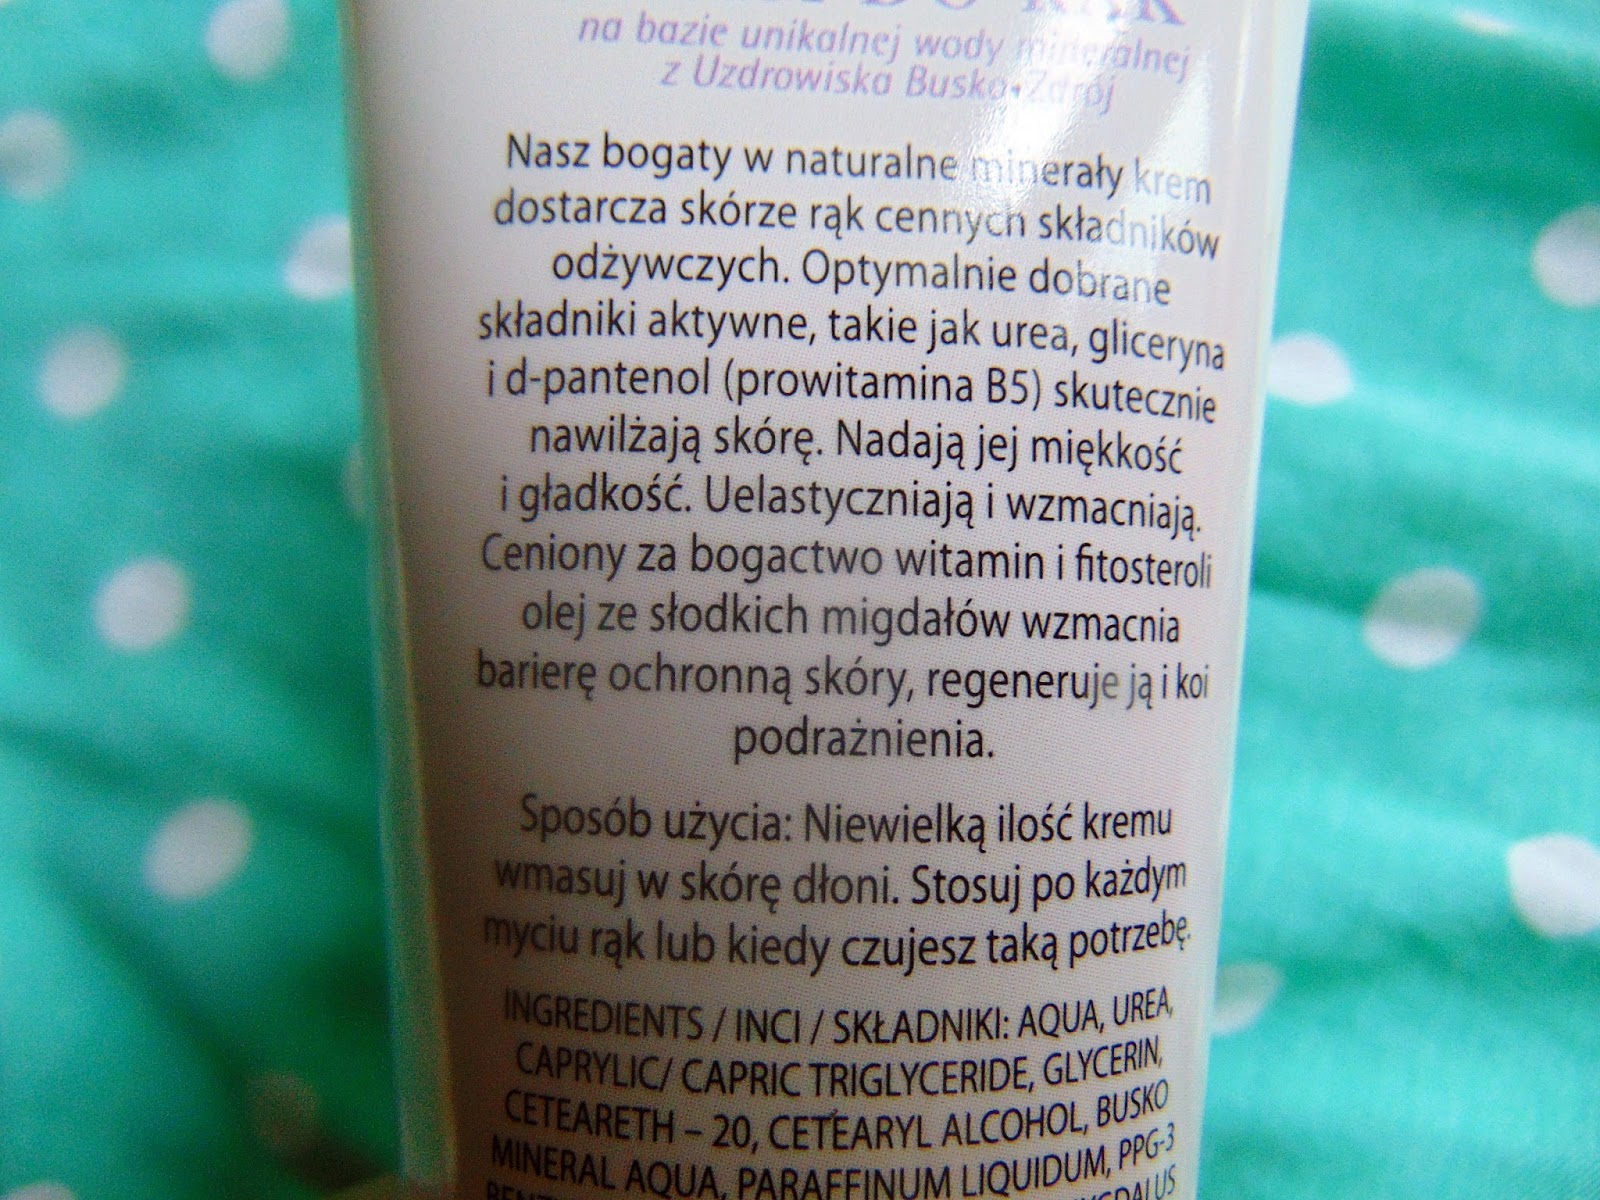 DO RĄK
na bazie unikalnej wody mineralnej
z Uzdrowiska Busko-Zdrój
Nasz bogaty w naturalne minerały krem
dostarcza skórze rąk cennych składników
odżywczych. Optymalnie dobrane
składniki aktywne, takie jak urea, gliceryna
i d-pantenol (prowitamina B5) skutecznie
nawilżają skórę. Nadają jej miękkość
i gładkość. Uelastyczniają i wzmacniają.
Ceniony za bogactwo witamin i fitosteroli
olej ze słodkich migdałów wzmacnia
barierę ochronną skóry, regeneruje ją i koi
podrażnienia.
Sposób użycia: Niewielką ilość kremu
wmasuj w skórę dłoni. Stosuj po każdym
myciu rąk lub kiedy czujesz taką potrzebę.
INGREDIENTS / INCI / SKŁADNIKI: AQUA, UREA,
CAPRYLIC/ CAPRIC TRIGLYCERIDE, GLYCERIN,
CETEARETH – 20, CETEARYL ALCOHOL, BUSKO
MINERAL AQUA, PARAFFINUM LIQUIDUM, PPG-3